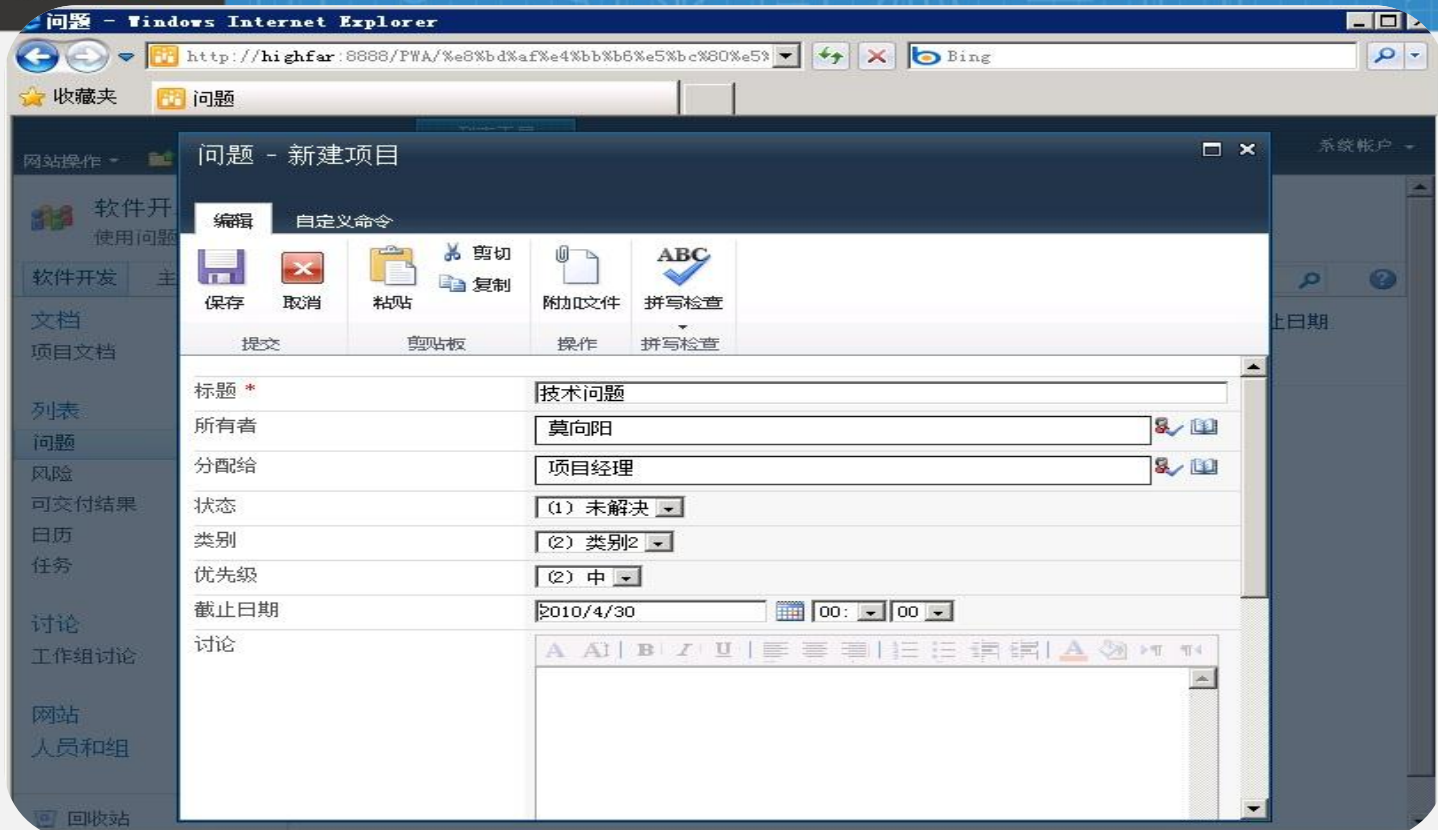 问题 - Windows Internet Explorer
http://highfar:8888/PWA/%e8%bd%af%e4%bb%b6%e5%bc%80%e5%
Bing
收藏夹
问题
网站操作
系统帐户
问题 - 新建项目
软件开
使用问题
编辑 自定义命令
剪切
复制
保存 取消 粘贴 附加文件 拼写检查
提交 剪贴板 操作 拼写检查
软件开发 主
止日期
文档
项目文档
列表
问题
风险
可交付结果
日历
任务
讨论
工作组讨论
网站
人员和组
回收站
标题 * 技术问题
所有者 莫向阳
分配给 项目经理
状态 (1) 未解决
类别 (2) 类别2
优先级 (2) 中
截止日期 2010/4/30 00: 00
讨论
A AI B I U A